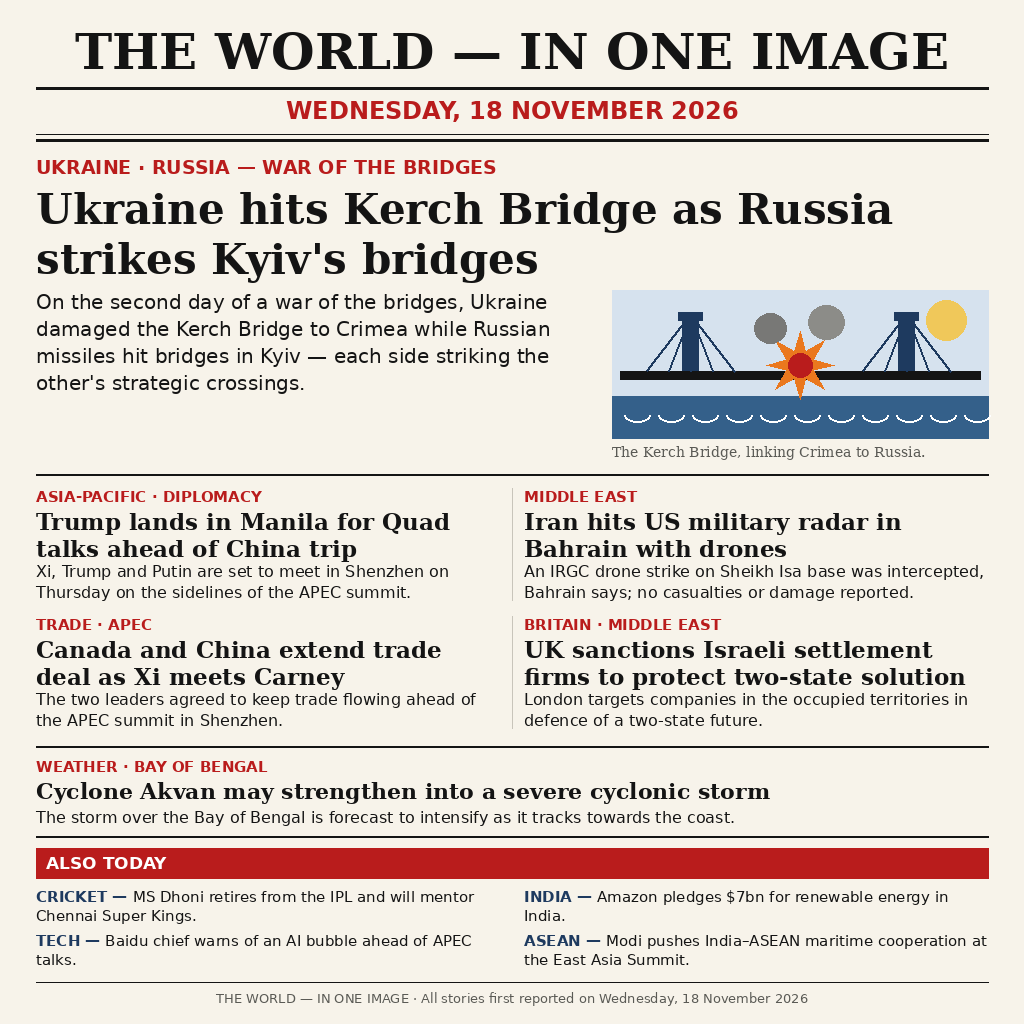 THE WORLD — IN ONE IMAGE
WEDNESDAY, 18 NOVEMBER 2026
UKRAINE · RUSSIA — WAR OF THE BRIDGES
Ukraine hits Kerch Bridge as Russia
strikes Kyiv's bridges
On the second day of a war of the bridges, Ukraine
damaged the Kerch Bridge to Crimea while Russian
missiles hit bridges in Kyiv — each side striking the
other's strategic crossings.
The Kerch Bridge, linking Crimea to Russia.
ASIA-PACIFIC · DIPLOMACY
Trump lands in Manila for Quad
talks ahead of China trip
Xi, Trump and Putin are set to meet in Shenzhen on
Thursday on the sidelines of the APEC summit.
MIDDLE EAST
Iran hits US military radar in
Bahrain with drones
An IRGC drone strike on Sheikh Isa base was intercepted,
Bahrain says; no casualties or damage reported.
TRADE · APEC
Canada and China extend trade
deal as Xi meets Carney
The two leaders agreed to keep trade flowing ahead of
the APEC summit in Shenzhen.
BRITAIN · MIDDLE EAST
UK sanctions Israeli settlement
firms to protect two-state solution
London targets companies in the occupied territories in
defence of a two-state future.
WEATHER · BAY OF BENGAL
Cyclone Akvan may strengthen into a severe cyclonic storm
The storm over the Bay of Bengal is forecast to intensify as it tracks towards the coast.
ALSO TODAY
CRICKET — MS Dhoni retires from the IPL and will mentor
Chennai Super Kings.
INDIA — Amazon pledges $7bn for renewable energy in
India.
TECH — Baidu chief warns of an AI bubble ahead of APEC
talks.
ASEAN — Modi pushes India–ASEAN maritime cooperation at
the East Asia Summit.
THE WORLD — IN ONE IMAGE · All stories first reported on Wednesday, 18 November 2026